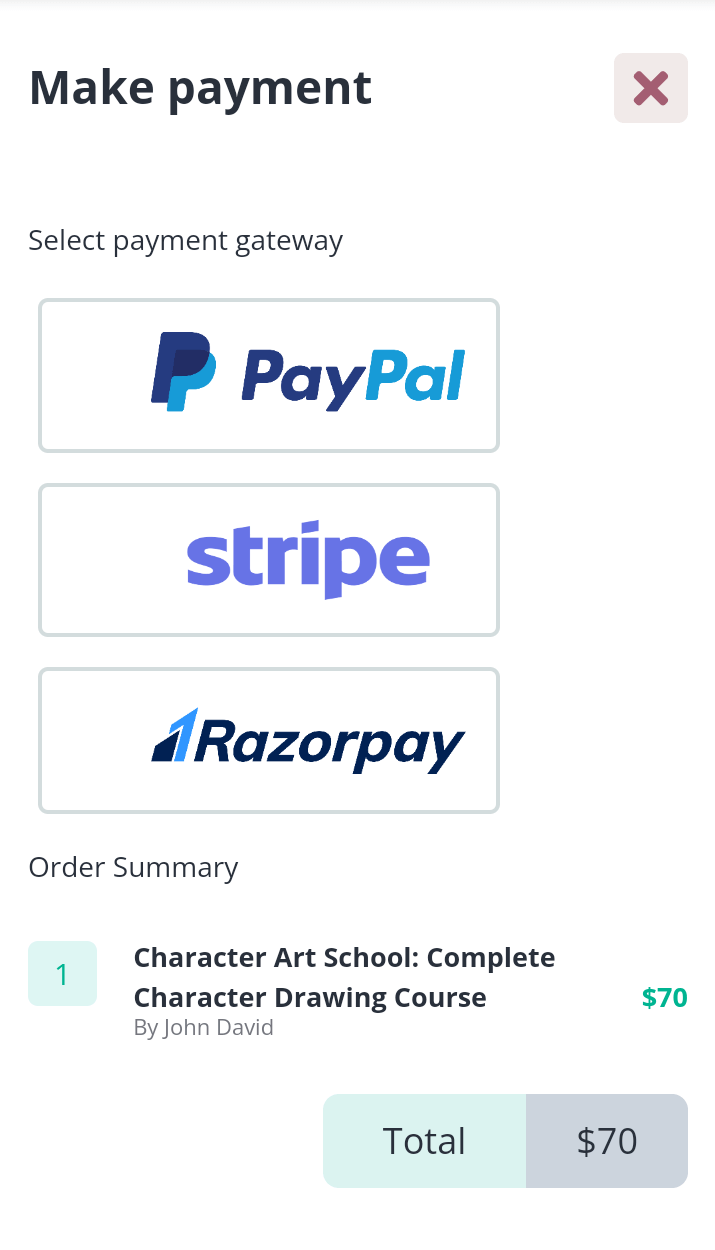 Make payment
Select payment gateway
PayPal
stripe
Razorpay
Order Summary
1
Character Art School: Complete
Character Drawing Course
$70
By John David
Total $70